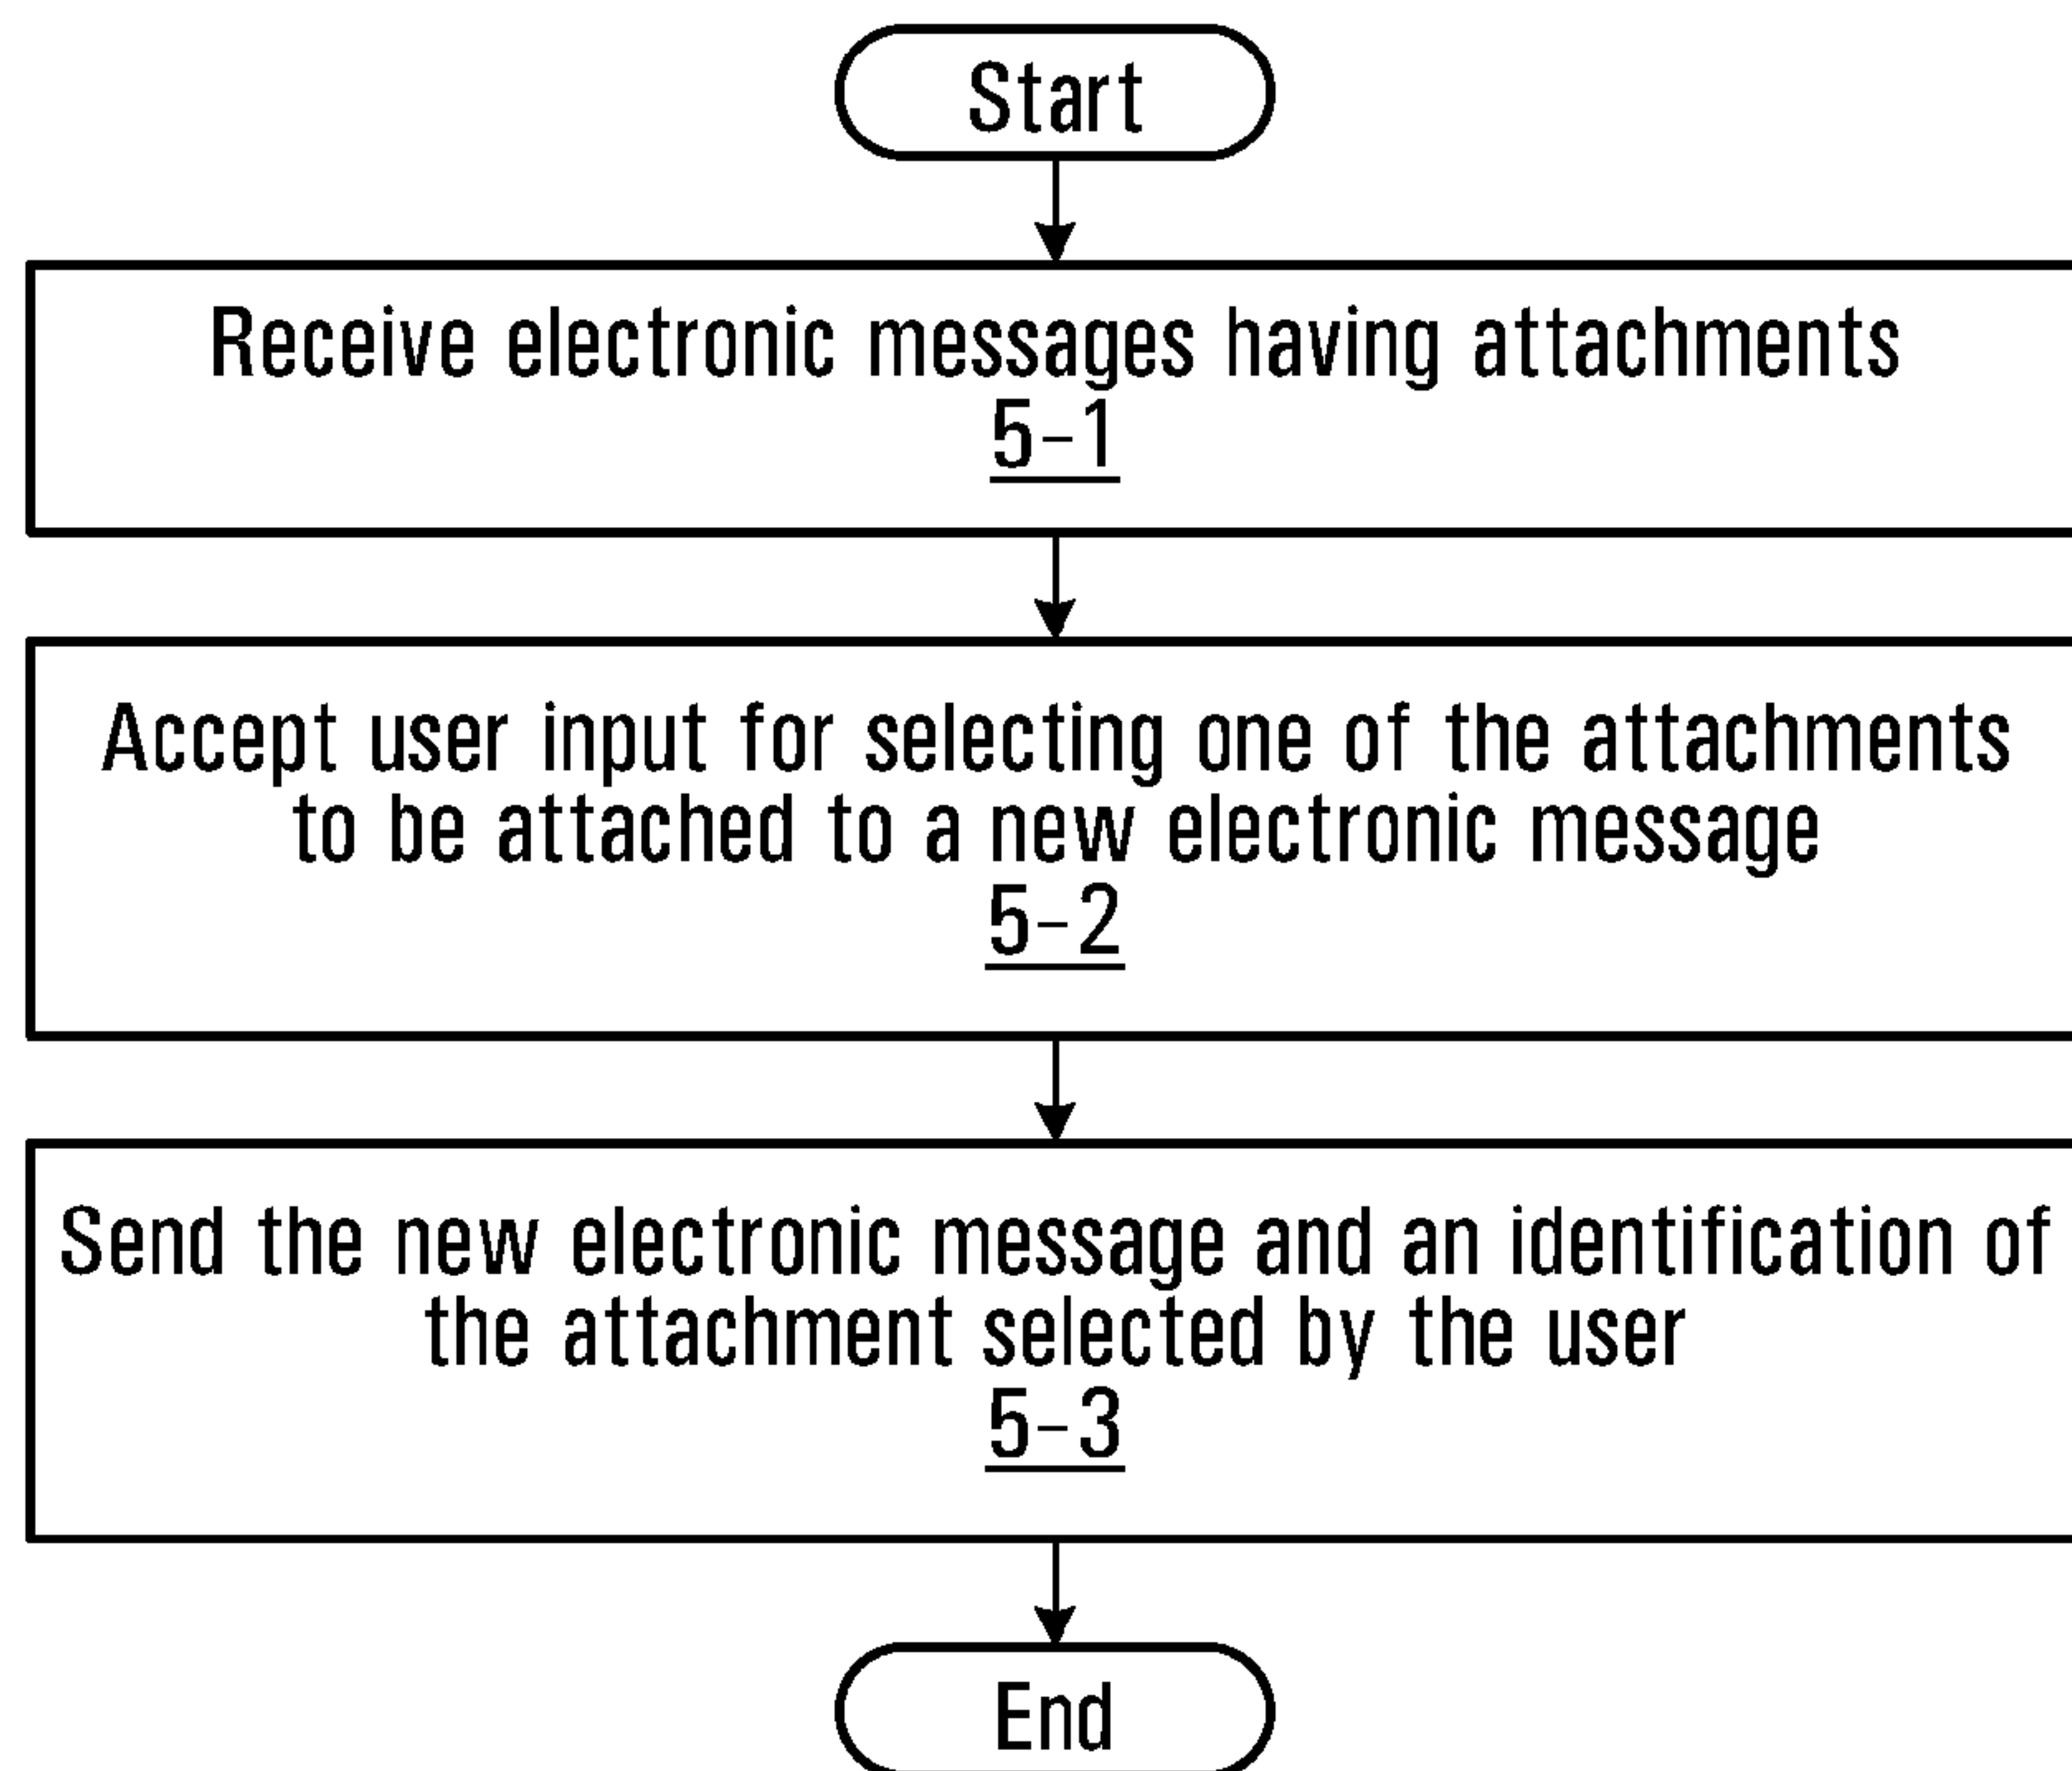 Start
Receive electronic messages having attachments
5-1
Accept user input for selecting one of the attachments
to be attached to a new electronic message
5-2
Send the new electronic message and an identification of
the attachment selected by the user
5-3
End